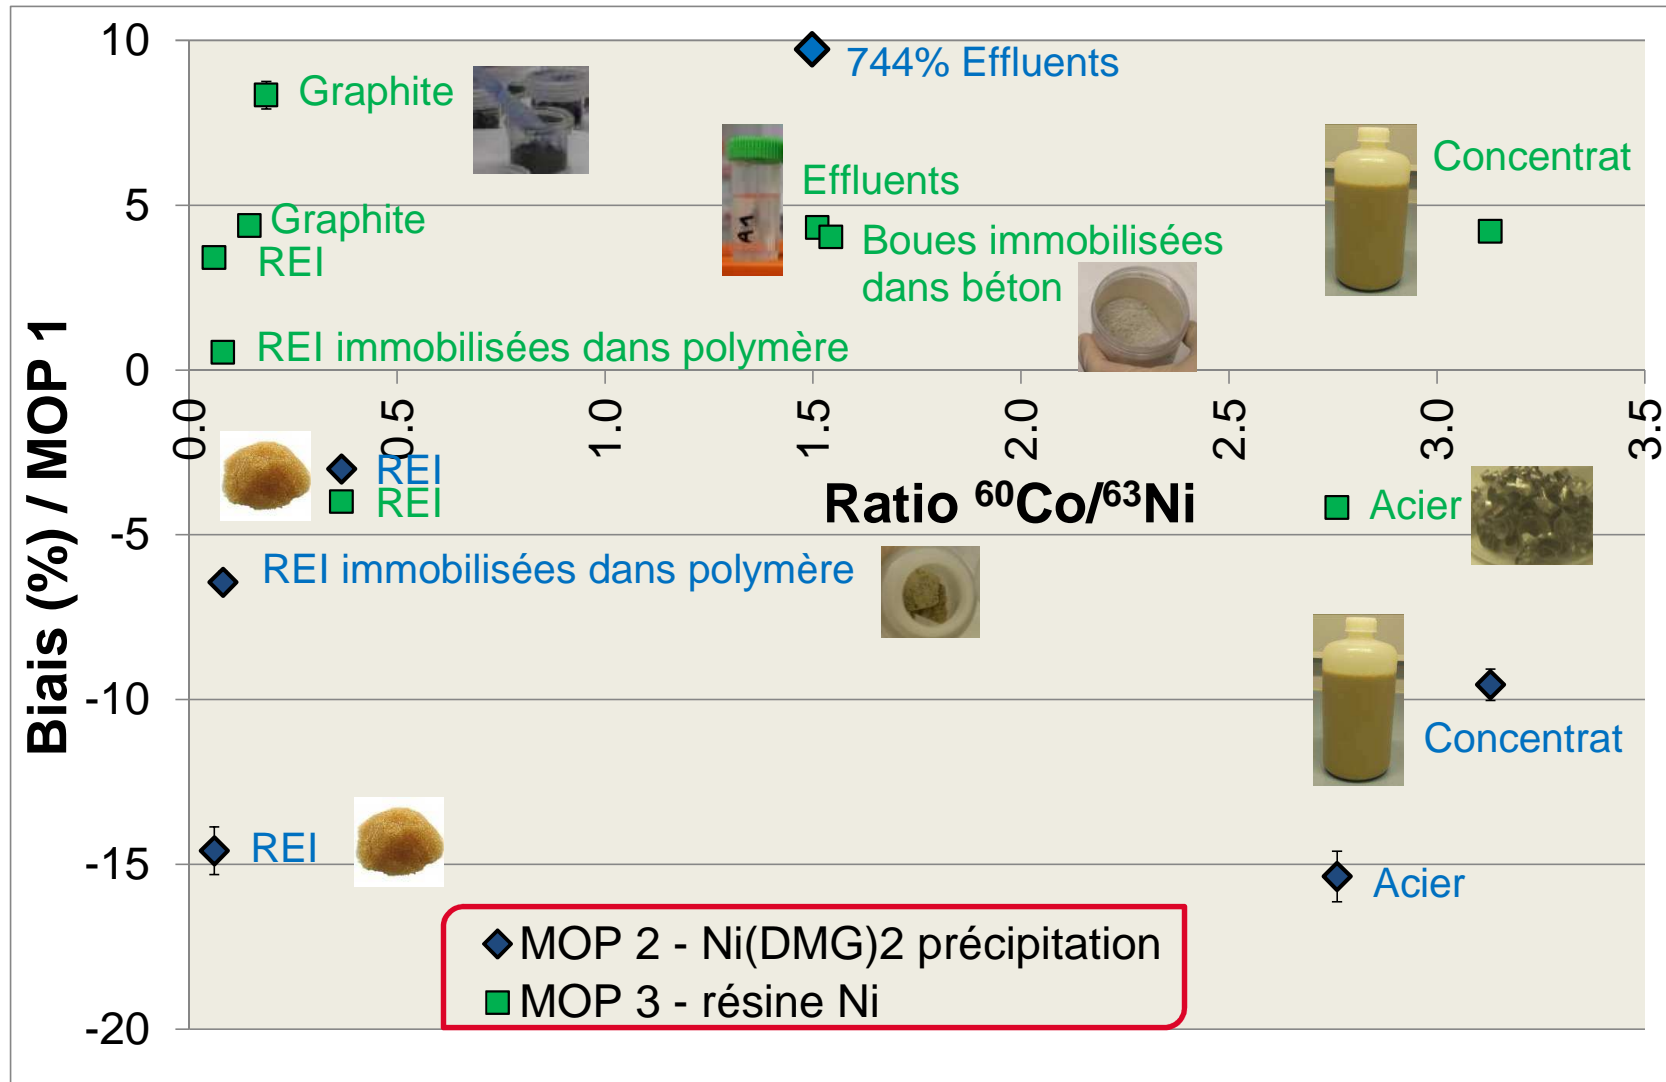 10
744% Effluents
Graphite
Concentrat
Effluents
A1
5
Graphite
Boues immobilisées
REI
dans béton
REI immobilisées dans polymère
0
0.0
0.5
1.0
1.5
2.0
2.5
3.0
3.5
REI
REI
Ratio ⁶⁰Co/⁶³Ni
Acier
-5
REI immobilisées dans polymère
Biais (%) / MOP 1
-10
Concentrat
REI
-15
Acier
MOP 2 - Ni(DMG)2 précipitation
MOP 3 - résine Ni
-20